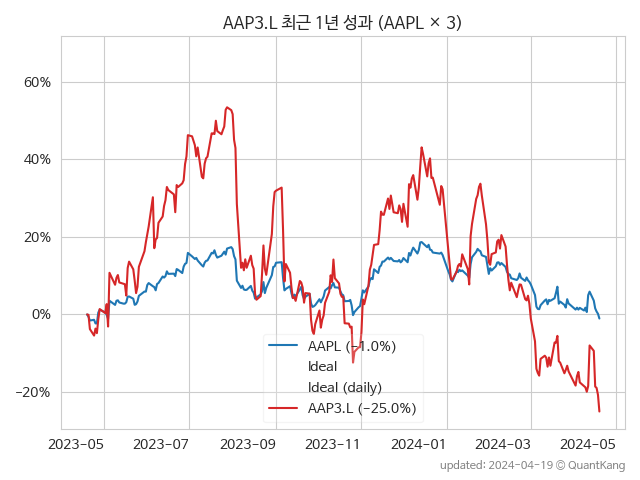 AAP3.L 최근 1년 성과 (AAPL × 3)
60%
40%
20%
0%
−20%
AAPL (−1.0%)
Ideal
Ideal (daily)
AAP3.L (−25.0%)
2023-05 2023-07 2023-09 2023-11 2024-01 2024-03 2024-05
updated: 2024-04-19 © QuantKang